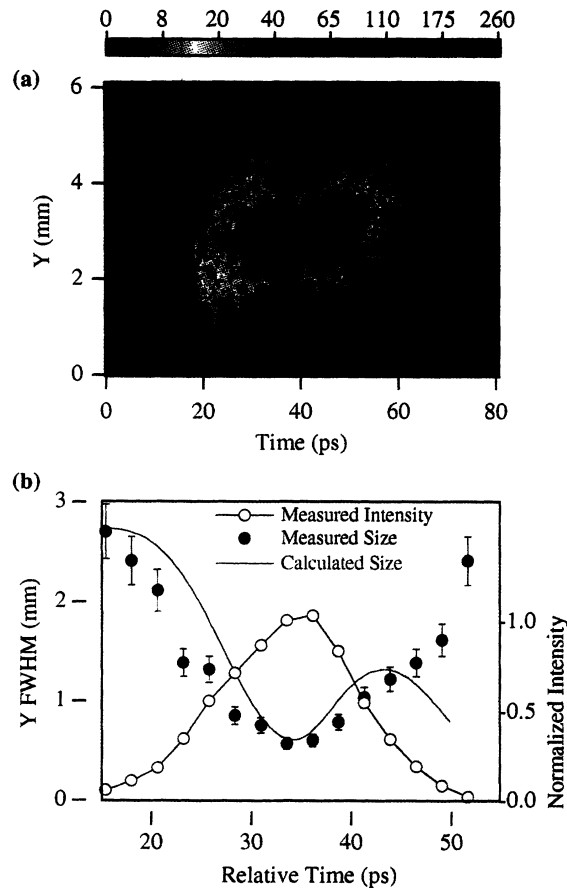 0 8 20 40 65 110 175 260
(a)
6
4
2
0
Y (mm)
0 20 40 60 80
Time (ps)
(b)
3
2
1
0
Y FWHM (mm)
Measured Intensity
Measured Size
Calculated Size
1.0
0.5
0.0
Normalized Intensity
20 30 40 50
Relative Time (ps)